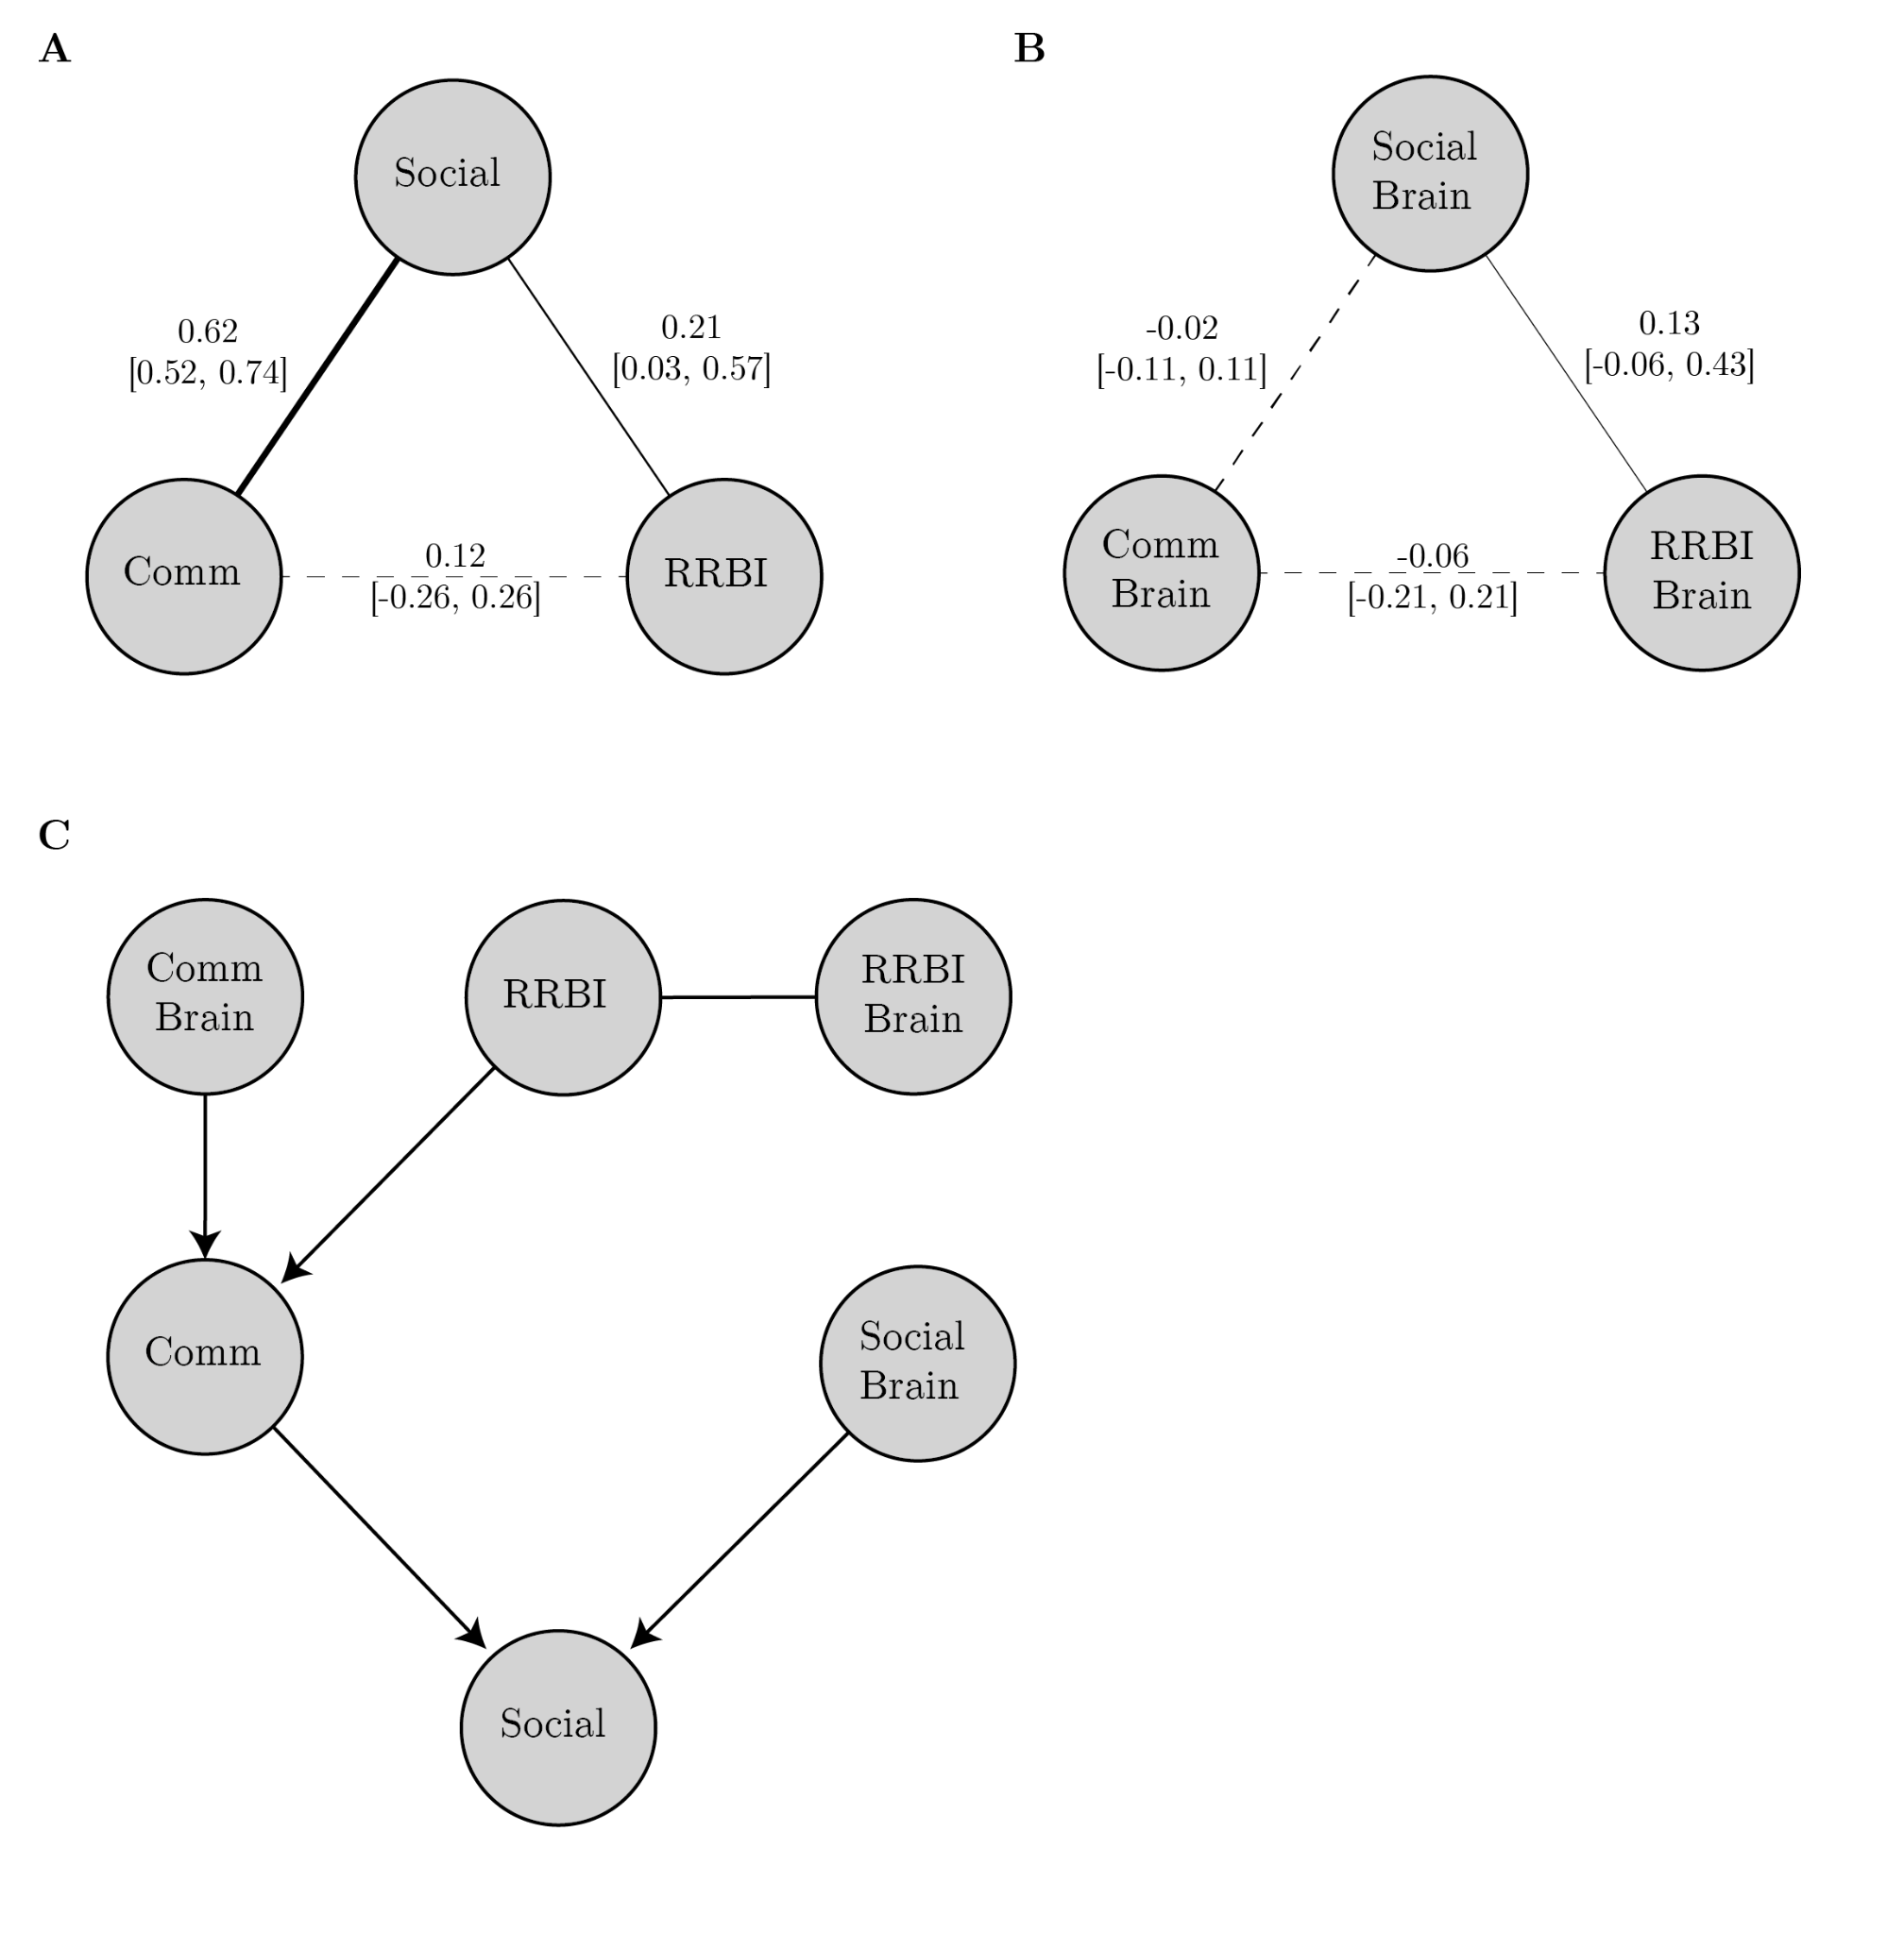 A
Social
0.62
[0.52, 0.74]
0.21
[0.03, 0.57]
Comm
0.12
[-0.26, 0.26]
RRBI
B
Social
Brain
-0.02
[-0.11, 0.11]
0.13
[-0.06, 0.43]
Comm
Brain
-0.06
[-0.21, 0.21]
RRBI
Brain
C
Comm
Brain
RRBI
RRBI
Brain
Comm
Social
Brain
Social